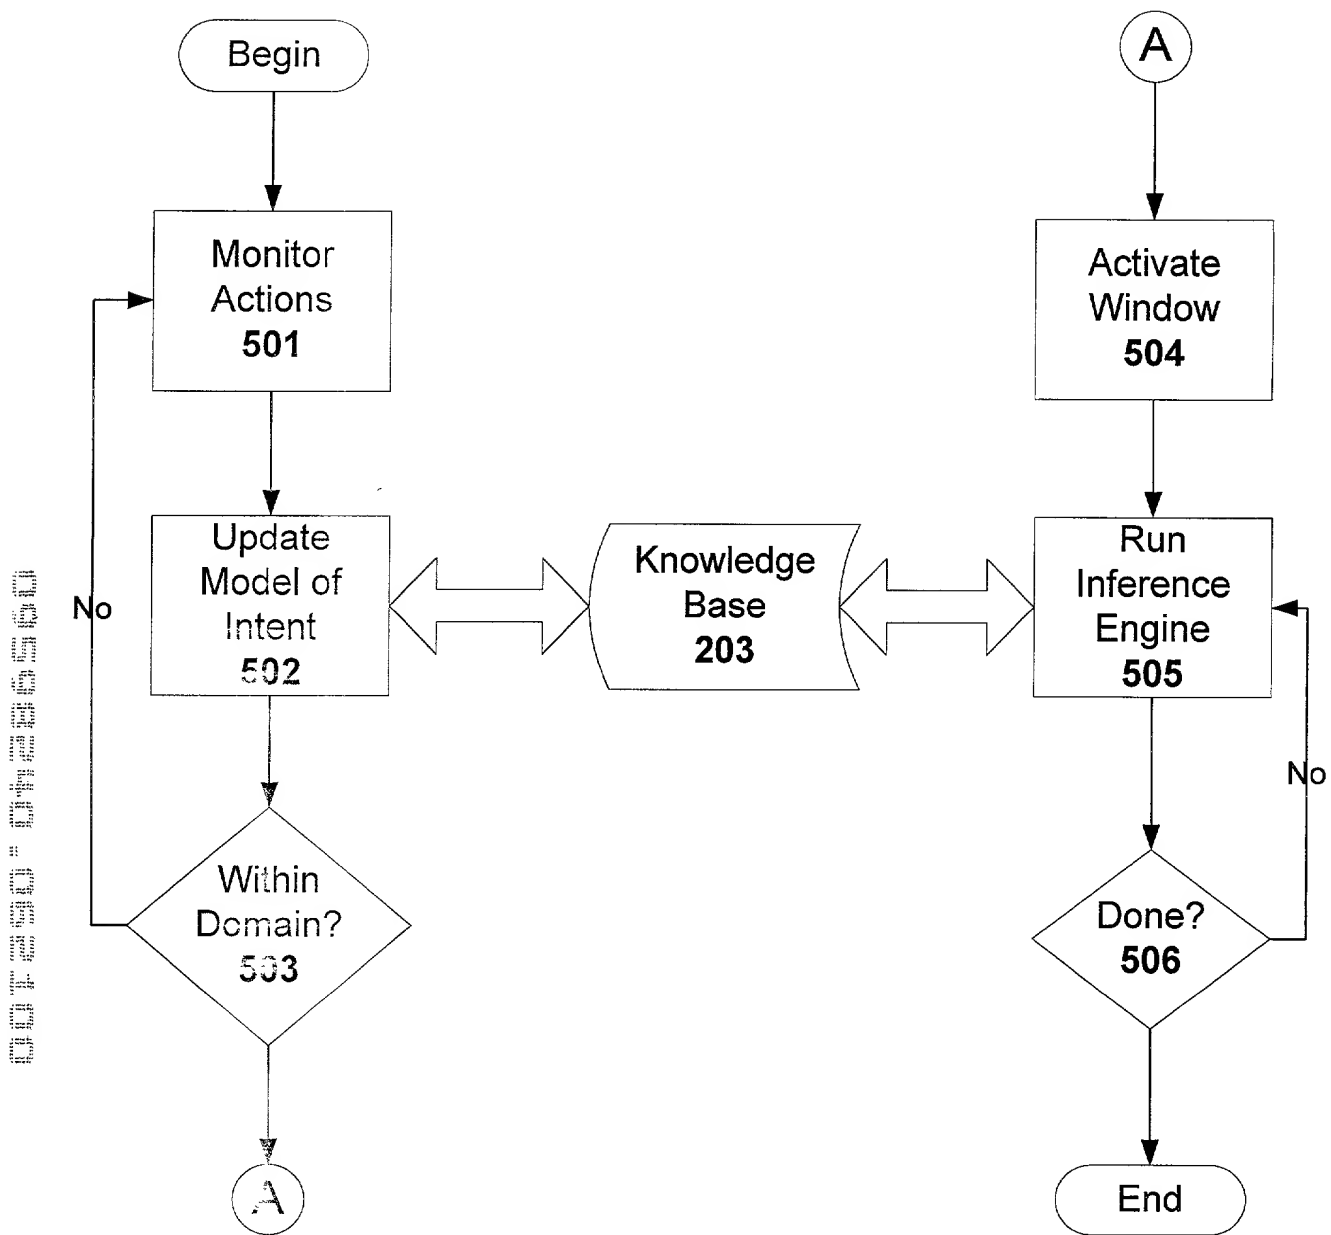 Begin
Monitor
Actions
501
Update
Model of
Intent
502
No
Within
Domain?
503
A
Knowledge
Base
203
A
Activate
Window
504
Run
Inference
Engine
505
No
Done?
506
End